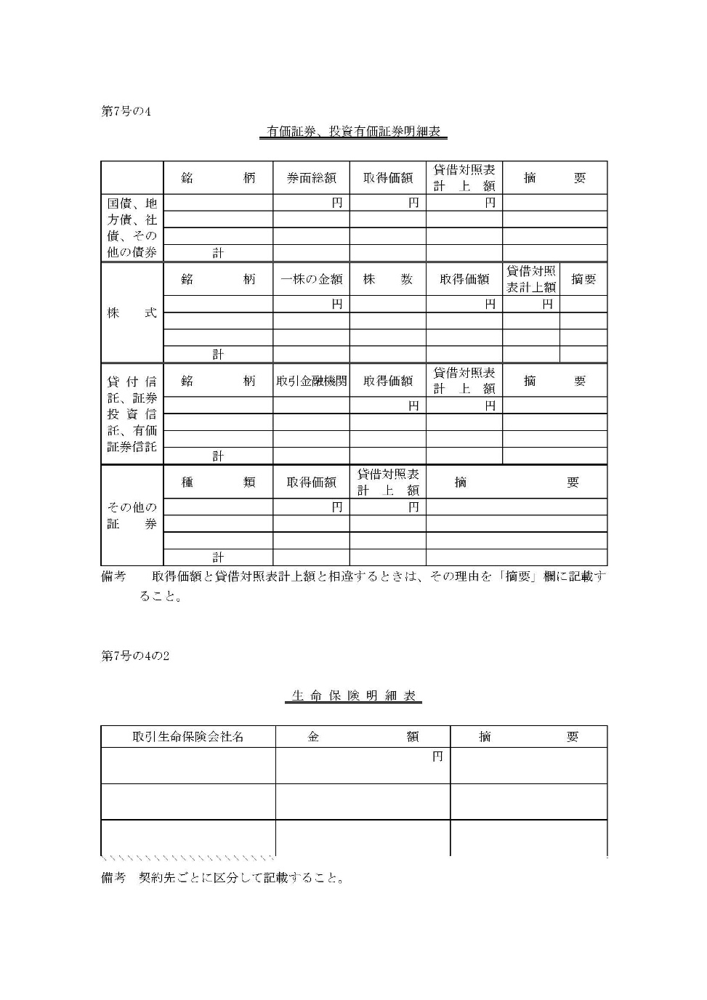 第7号の4
有価証券、投資有価証券明細表
銘　　　　柄　券面総額　取得価額　貸借対照表計　上　額　摘　　　要
国債、地
方債、社
債、その
他の債券
円　円　円
計
銘　　　　柄　一株の金額　株　　数　取得価額　貸借対照表計上額　摘要
株　　式
円　円　円
計
銘　　　　柄　取引金融機関　取得価額　貸借対照表計　上　額　摘　　　要
貸 付 信
託、証券
投 資 信
託、有価
証券信託
円　円
計
種　　　　類　取得価額　貸借対照表計　上　額　摘　　　　　　　　要
その他の
証　　券
円　円
計
備考　　取得価額と貸借対照表計上額と相違するときは、その理由を「摘要」欄に記載す
ること。
第7号の4の2
生 命 保 険 明 細 表
取引生命保険会社名　金　　　　　　　額　摘　　　　　　要
円
備考　契約先ごとに区分して記載すること。